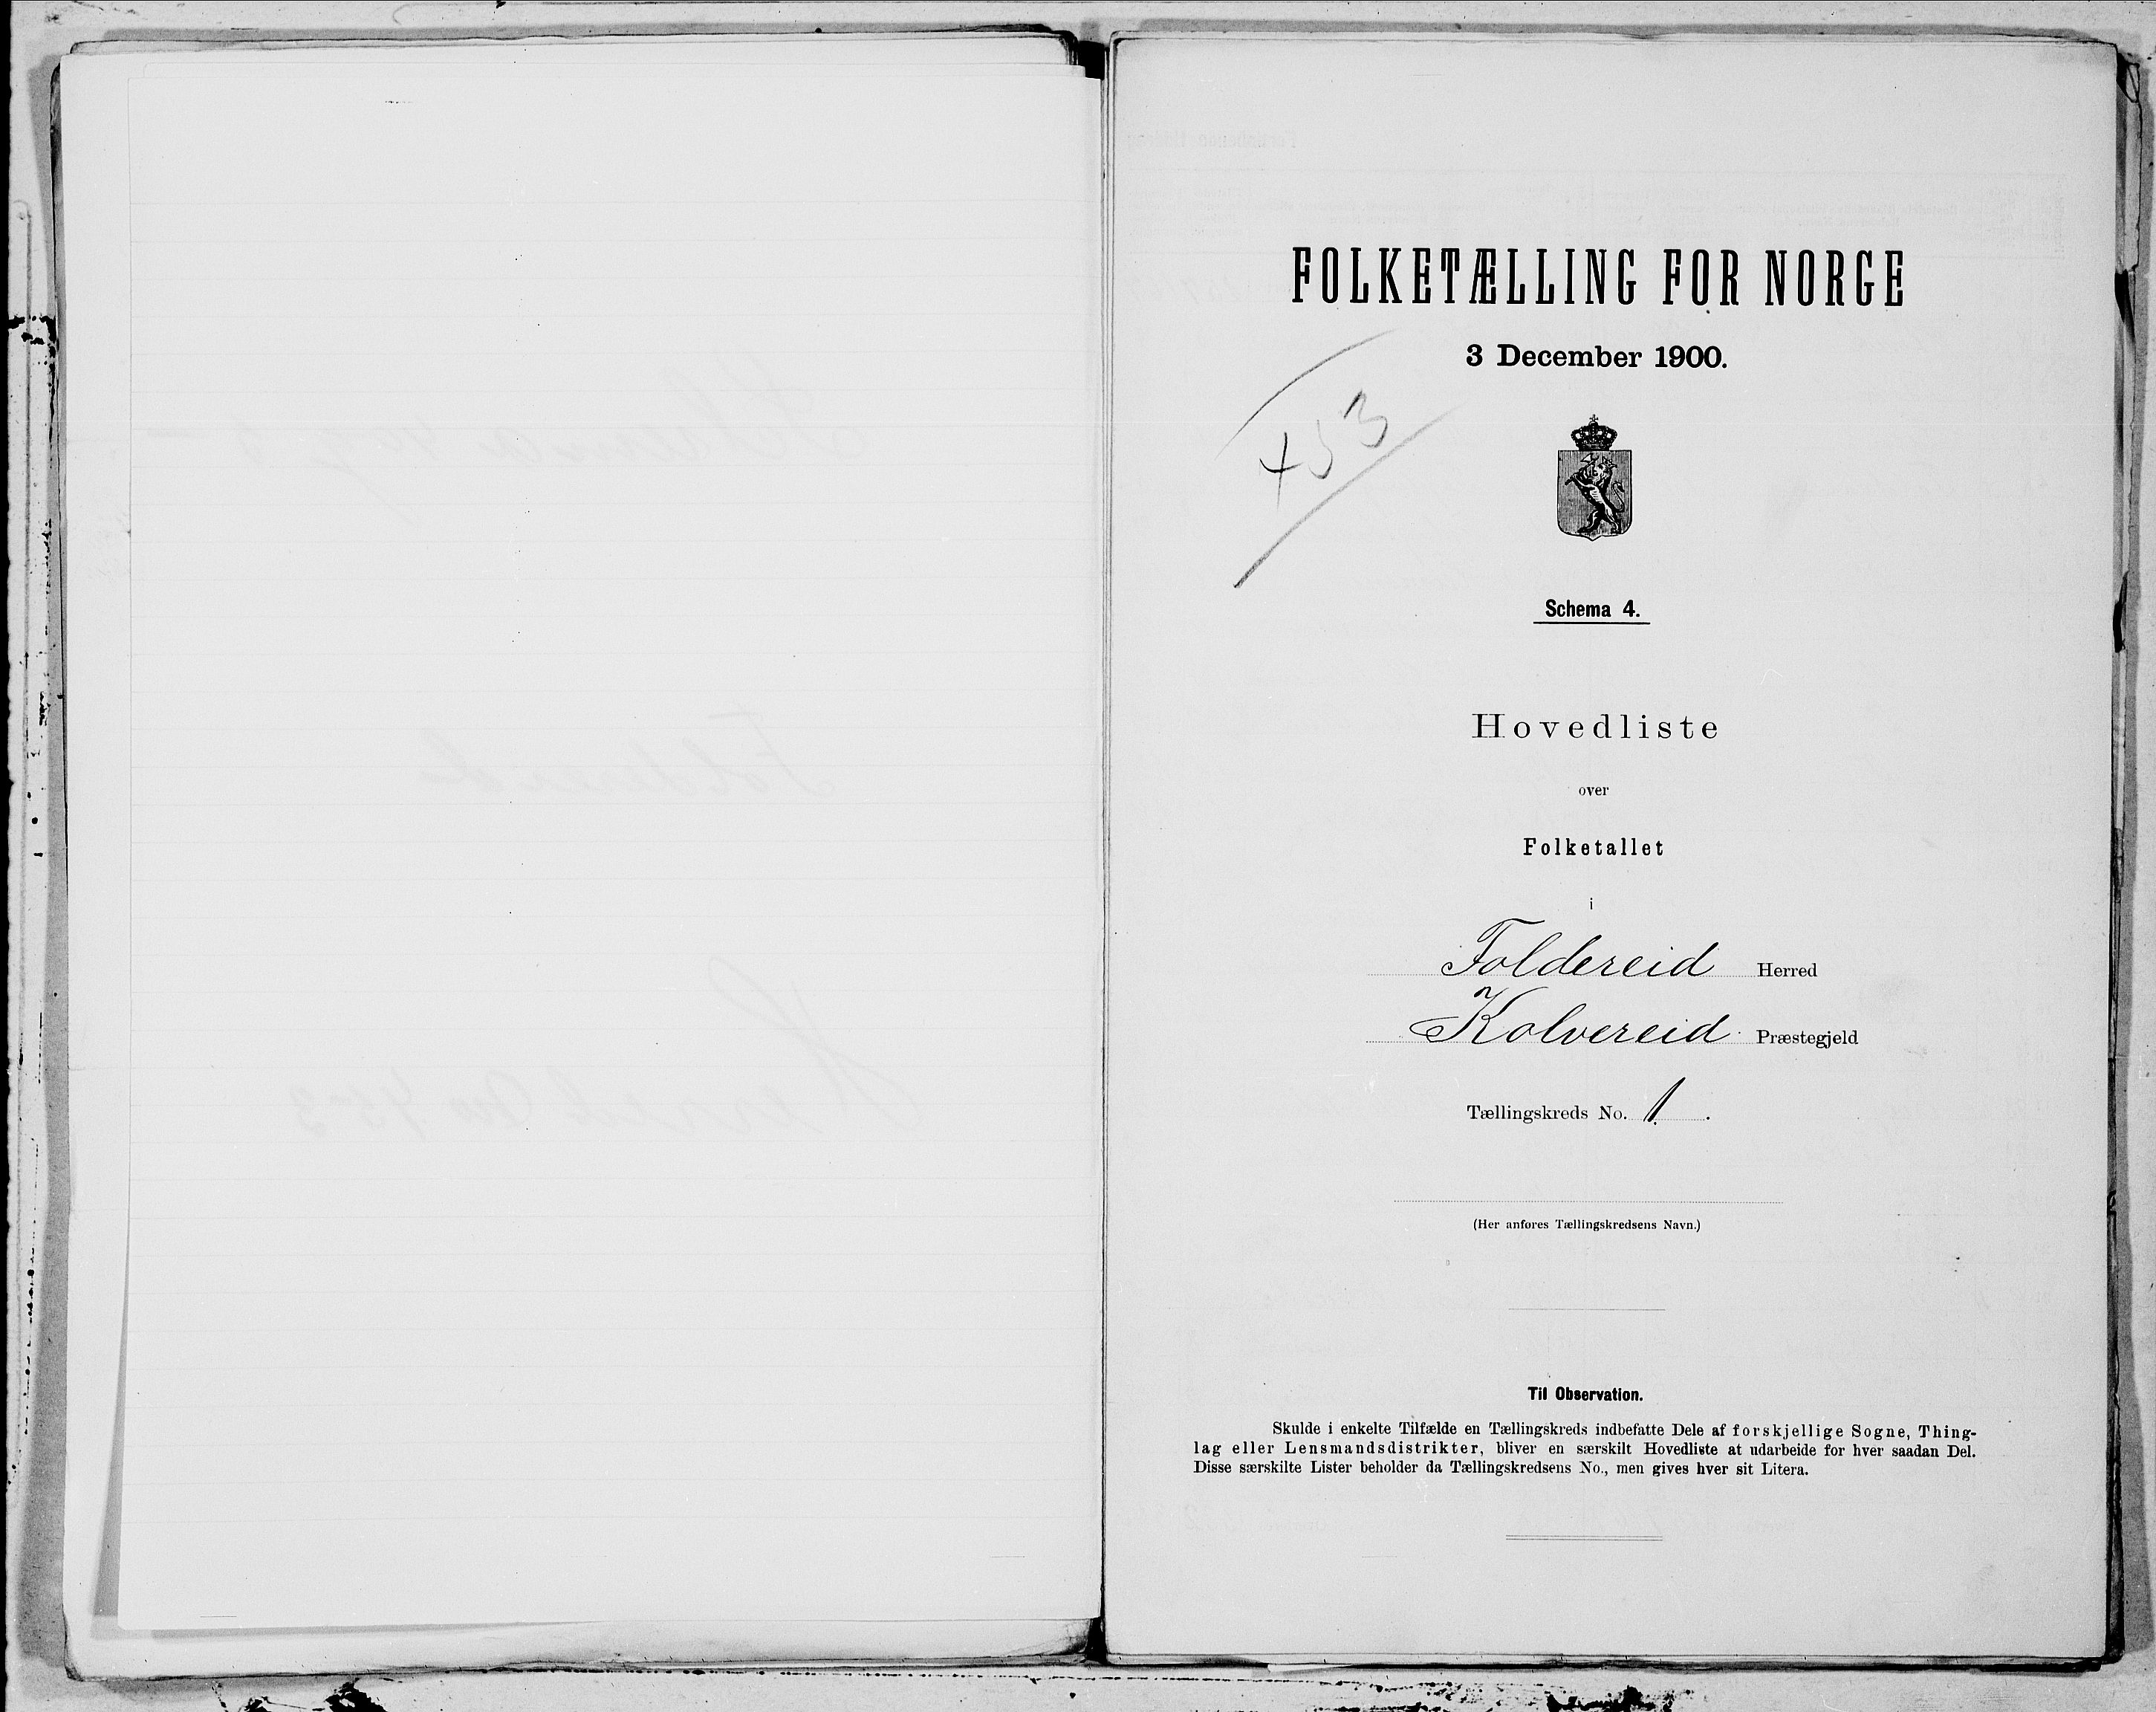 FOLKETÆLLING FOR NORGE
3 December 1900.
453
Schema 4.
Hovedliste
over
Folketallet
i
Foldereid Herred
Kolvereid Præstegjeld
Tællingskreds No. 1.
(Her anføres Tællingskredsens Navn.)
Til Observation.
Skulde i enkelte Tilfælde en Tællingskreds indbefatte Dele af forskjellige Sogne, Thing-
lag eller Lensmandsdistrikter, bliver en særskilt Hovedliste at udarbeide for hver saadan Del.
Disse særskilte Lister beholder da Tællingskredsens No., men gives hver sit Litera.